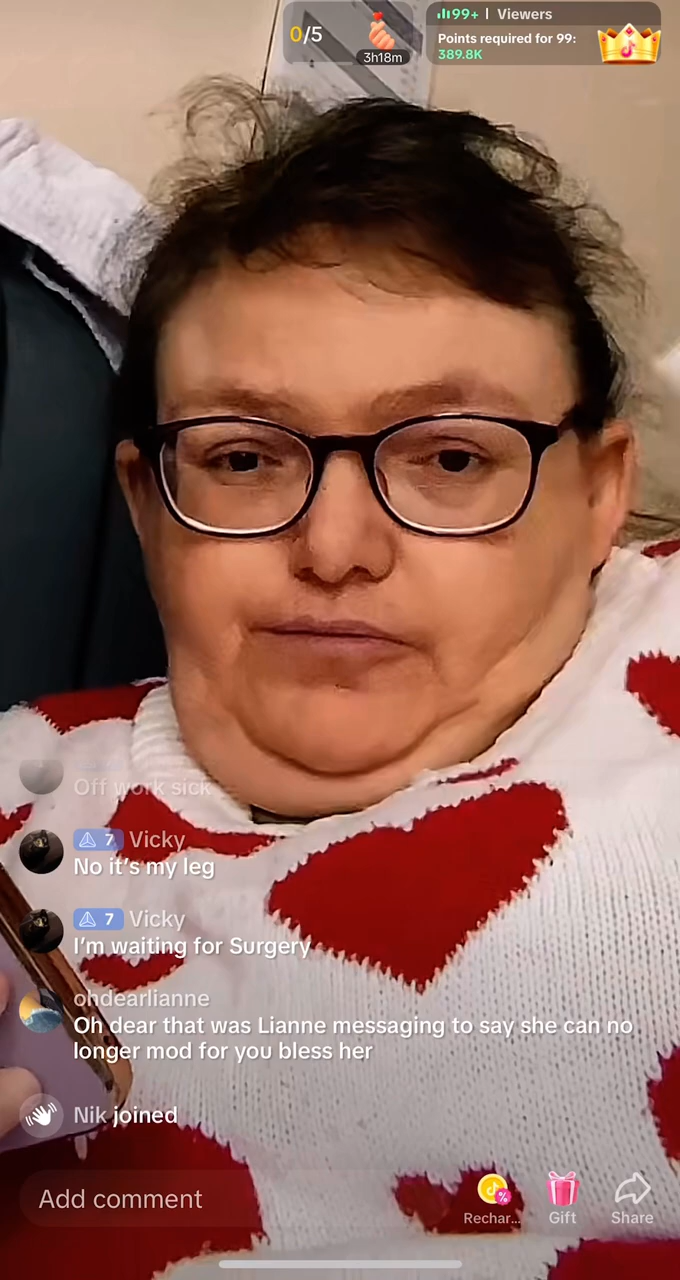 0/5
3h18m
99+ | Viewers
Points required for 99:
389.8K
Off work sick
7 Vicky
No it's my leg
7 Vicky
I'm waiting for Surgery
ohdearlianne
Oh dear that was Lianne messaging to say she can no
longer mod for you bless her
Nik joined
Add comment
Rechar...
Gift
Share